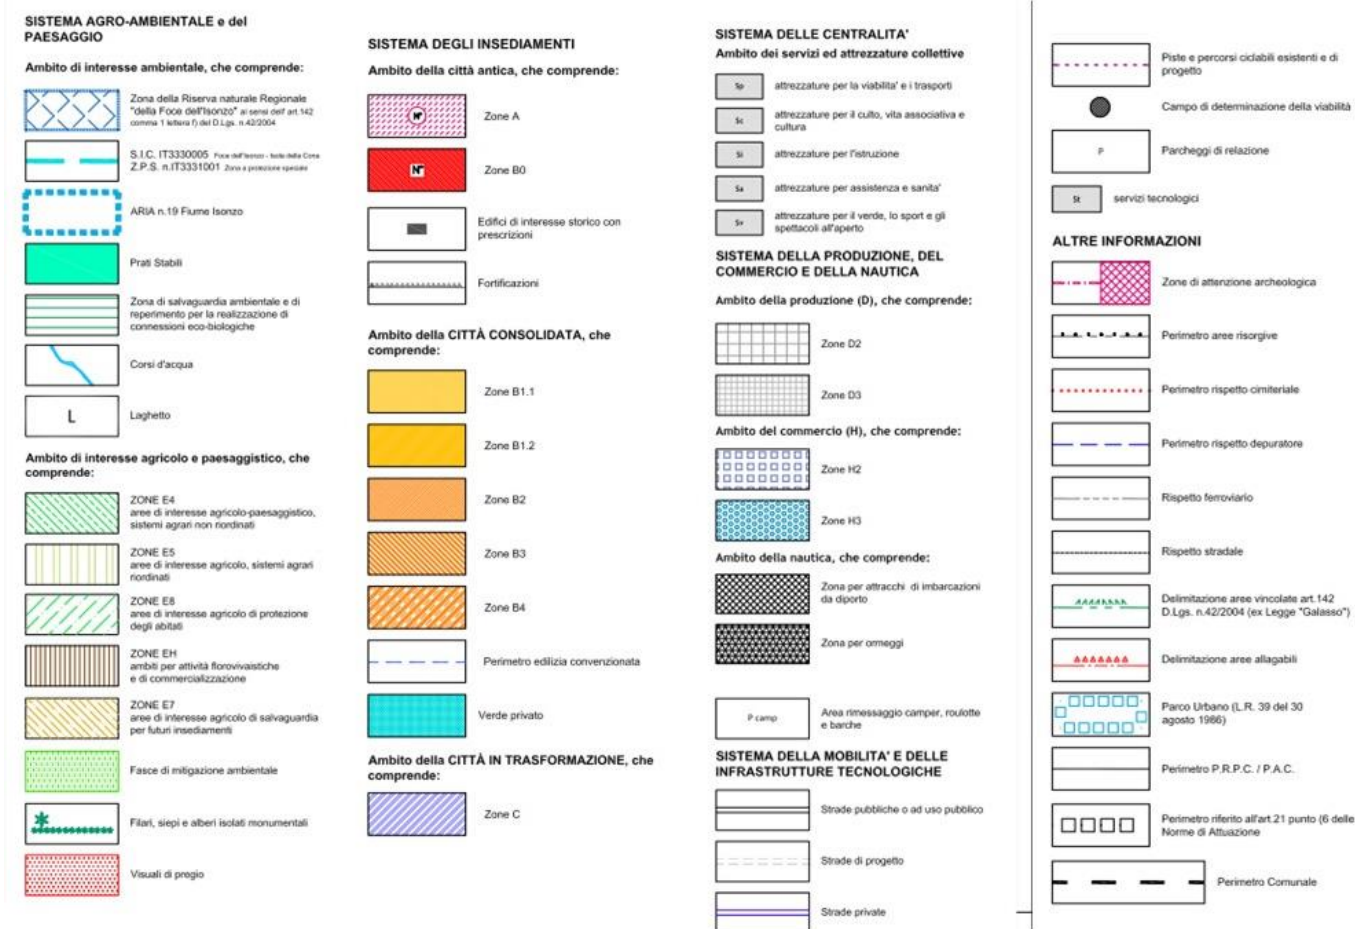 SISTEMA AGRO-AMBIENTALE e del
PAESAGGIO
Ambito di interesse ambientale, che comprende:
Zona della Riserva naturale Regionale
"della Foce dell'Isonzo" ai sensi dell' art.142
comma 1 lettera f) del D.Lgs. n.42/2004
S.I.C. IT3330005 Foce dell'Isonzo - Isola della Cona
Z.P.S. n.IT3331001 Zona a protezione speciale
ARIA n.19 Fiume Isonzo
Prati Stabili
Zona di salvaguardia ambientale e di
reperimento per la realizzazione di
connessioni eco-biologiche
Corsi d'acqua
L
Laghetto
Ambito di interesse agricolo e paesaggistico, che
comprende:
ZONE E4
aree di interesse agricolo-paesaggistico,
sistemi agrari non riordinati
ZONE E5
aree di interesse agricolo, sistemi agrari
riordinati
ZONE E8
aree di interesse agricolo di protezione
degli abitati
ZONE EH
ambiti per attività florovivaistiche
e di commercializzazione
ZONE E7
aree di interesse agricolo di salvaguardia
per futuri insediamenti
Fasce di mitigazione ambientale
Filari, siepi e alberi isolati monumentali
Visuali di pregio
SISTEMA DEGLI INSEDIAMENTI
Ambito della città antica, che comprende:
Zone A
Zone B0
Edifici di interesse storico con
prescrizioni
Fortificazioni
Ambito della CITTÀ CONSOLIDATA, che
comprende:
Zone B1.1
Zone B1.2
Zone B2
Zone B3
Zone B4
Perimetro edilizia convenzionata
Verde privato
Ambito della CITTÀ IN TRASFORMAZIONE, che
comprende:
Zone C
SISTEMA DELLE CENTRALITA'
Ambito dei servizi ed attrezzature collettive
Sp
attrezzature per la viabilita' e i trasporti
Sc
attrezzature per il culto, vita associativa e
cultura
Si
attrezzature per l'istruzione
Sa
attrezzature per assistenza e sanita'
Sv
attrezzature per il verde, lo sport e gli
spettacoli all'aperto
SISTEMA DELLA PRODUZIONE, DEL
COMMERCIO E DELLA NAUTICA
Ambito della produzione (D), che comprende:
Zone D2
Zone D3
Ambito del commercio (H), che comprende:
Zone H2
Zone H3
Ambito della nautica, che comprende:
Zona per attracchi di imbarcazioni
da diporto
Zona per ormeggi
P camp
Area rimessaggio camper, roulotte
e barche
SISTEMA DELLA MOBILITA' E DELLE
INFRASTRUTTURE TECNOLOGICHE
Strade pubbliche o ad uso pubblico
Strade di progetto
Strade private
Piste e percorsi ciclabili esistenti e di
progetto
Campo di determinazione della viabilità
P
Parcheggi di relazione
St
servizi tecnologici
ALTRE INFORMAZIONI
Zone di attenzione archeologica
Perimetro aree risorgive
Perimetro rispetto cimiteriale
Perimetro rispetto depuratore
Rispetto ferroviario
Rispetto stradale
Delimitazione aree vincolate art.142
D.Lgs. n.42/2004 (ex Legge "Galasso")
Delimitazione aree allagabili
Parco Urbano (L.R. 39 del 30
agosto 1986)
Perimetro P.R.P.C. / P.A.C.
Perimetro riferito all'art.21 punto (6 delle
Norme di Attuazione
Perimetro Comunale